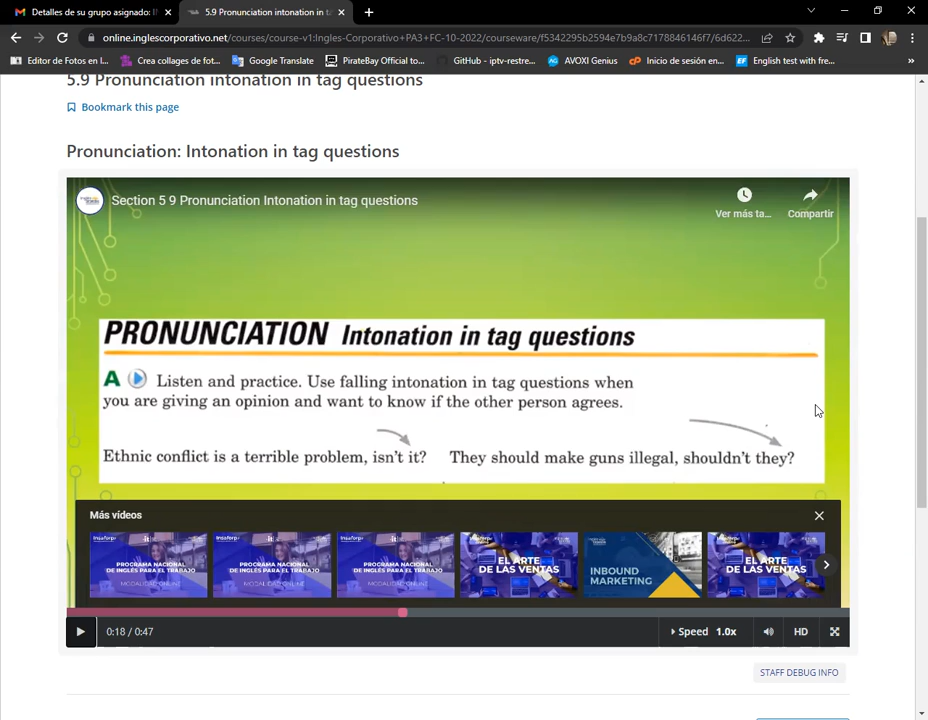 Detalles de su grupo asignado: I
5.9 Pronunciation intonation in t
online.inglescorporativo.net/courses/course-v1:Ingles-Corporativo+PA3+FC-10-2022/courseware/f5342295b2594e7b9a8c7178846146f7/6d622...
Editor de Fotos en l...
Crea collages de fot...
Google Translate
PirateBay Official to...
GitHub - iptv-restre...
AVOXI Genius
Inicio de sesión en...
English test with fre...
5.9 Pronunciation intonation in tag questions
Bookmark this page
Pronunciation: Intonation in tag questions
Section 5 9 Pronunciation Intonation in tag questions
Ver más ta...
Compartir
PRONUNCIATION Intonation in tag questions
A Listen and practice. Use falling intonation in tag questions when
you are giving an opinion and want to know if the other person agrees.
Ethnic conflict is a terrible problem, isn't it? They should make guns illegal, shouldn't they?
Más vídeos
PROGRAMA NACIONAL
DE INGLÉS PARA EL TRABAJO
MODALIDAD ONLINE
PROGRAMA NACIONAL
DE INGLÉS PARA EL TRABAJO
MODALIDAD ONLINE
PROGRAMA NACIONAL
DE INGLÉS PARA EL TRABAJO
MODALIDAD ONLINE
EL ARTE
DE LAS VENTAS
INBOUND
MARKETING
EL ARTE
DE LAS VENTAS
0:18 / 0:47
Speed 1.0x
HD
STAFF DEBUG INFO